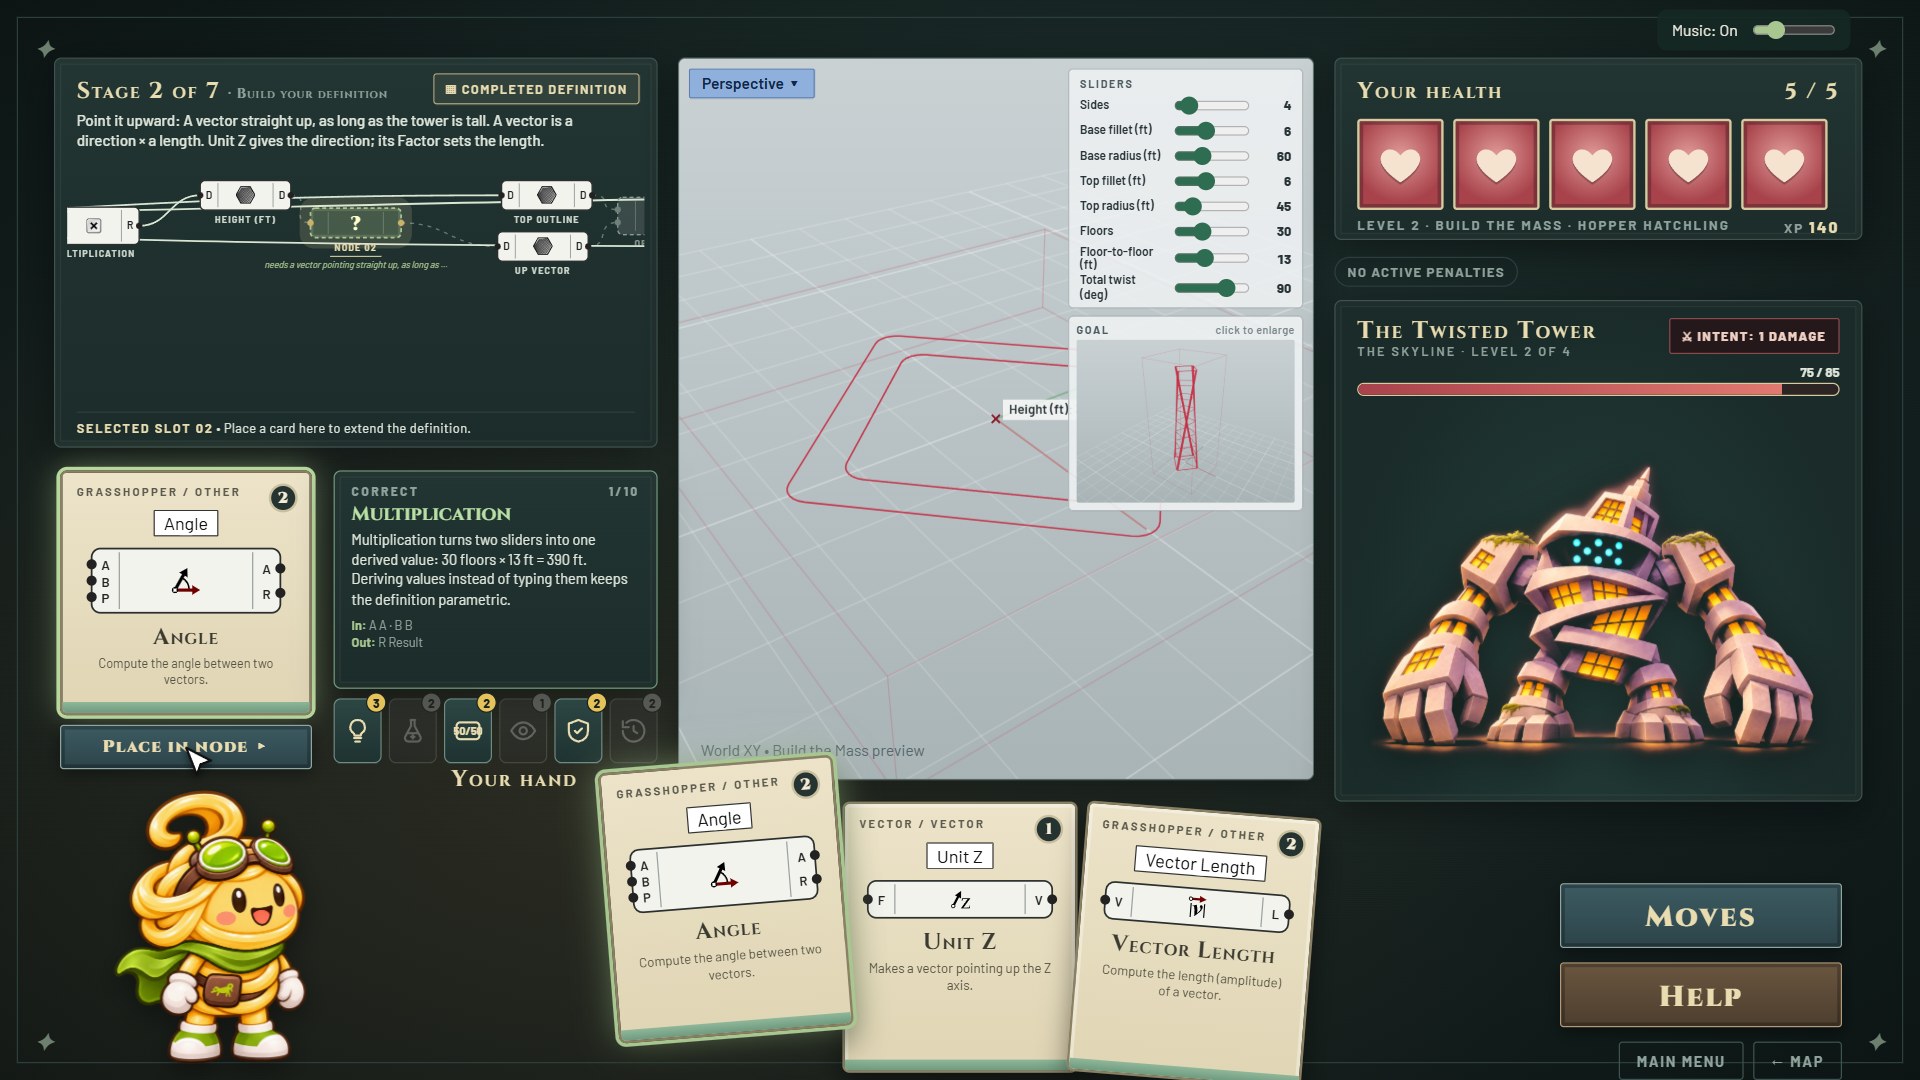 Music: On
STAGE 2 OF 7 · BUILD YOUR DEFINITION
COMPLETED DEFINITION
Point it upward: A vector straight up, as long as the tower is tall. A vector is a
direction × a length. Unit Z gives the direction; its Factor sets the length.
R
LTIPLICATION
D D
HEIGHT (FT)
?
NODE 02
needs a vector pointing straight up, as long as ...
D D
TOP OUTLINE
D D
UP VECTOR
SELECTED SLOT 02 • Place a card here to extend the definition.
GRASSHOPPER / OTHER 2
Angle
A
B
P
A
R
ANGLE
Compute the angle between two
vectors.
PLACE IN NODE
CORRECT 1/10
MULTIPLICATION
Multiplication turns two sliders into one
derived value: 30 floors × 13 ft = 390 ft.
Deriving values instead of typing them keeps
the definition parametric.
In: A A · B B
Out: R Result
3 2 2 1 2 2
50/50
Perspective ▼
SLIDERS
Sides 4
Base fillet (ft) 6
Base radius (ft) 60
Top fillet (ft) 6
Top radius (ft) 45
Floors 30
Floor-to-floor
(ft) 13
Total twist
(deg) 90
GOAL click to enlarge
Height (ft)
World XY • Build the Mass preview
YOUR HEALTH 5 / 5
LEVEL 2 · BUILD THE MASS · HOPPER HATCHLING
XP 140
NO ACTIVE PENALTIES
THE TWISTED TOWER
THE SKYLINE · LEVEL 2 OF 4
INTENT: 1 DAMAGE
75 / 85
YOUR HAND
GRASSHOPPER / OTHER 2
Angle
A
B
P
A
R
ANGLE
Compute the angle between two
vectors.
VECTOR / VECTOR 1
Unit Z
F Z V
UNIT Z
Makes a vector pointing up the Z
axis.
GRASSHOPPER / OTHER 2
Vector Length
V |v| L
VECTOR LENGTH
Compute the length (amplitude)
of a vector.
MOVES
HELP
MAIN MENU
← MAP